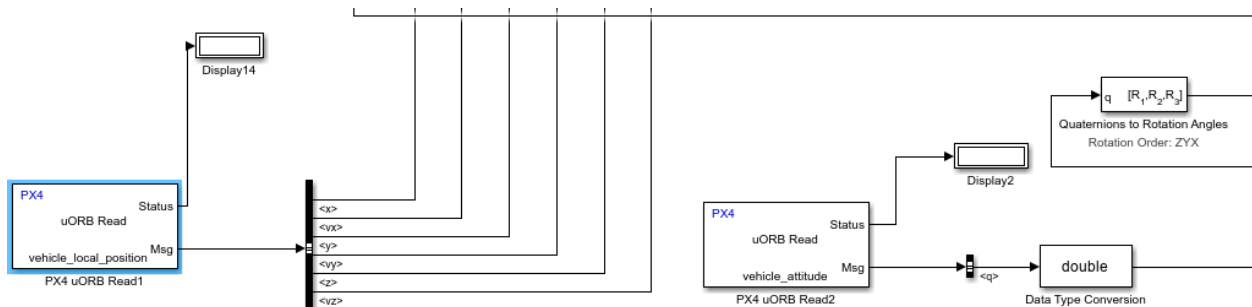 Display14
PX4
Status
uORB Read
Msg
vehicle_local_position
PX4 uORB Read1
<x>
<vx>
<y>
<vy>
<z>
<vz>
PX4
Status
uORB Read
Msg
vehicle_attitude
PX4 uORB Read2
Display2
<q>
double
Data Type Conversion
q [R1,R2,R3]
Quaternions to Rotation Angles
Rotation Order: ZYX